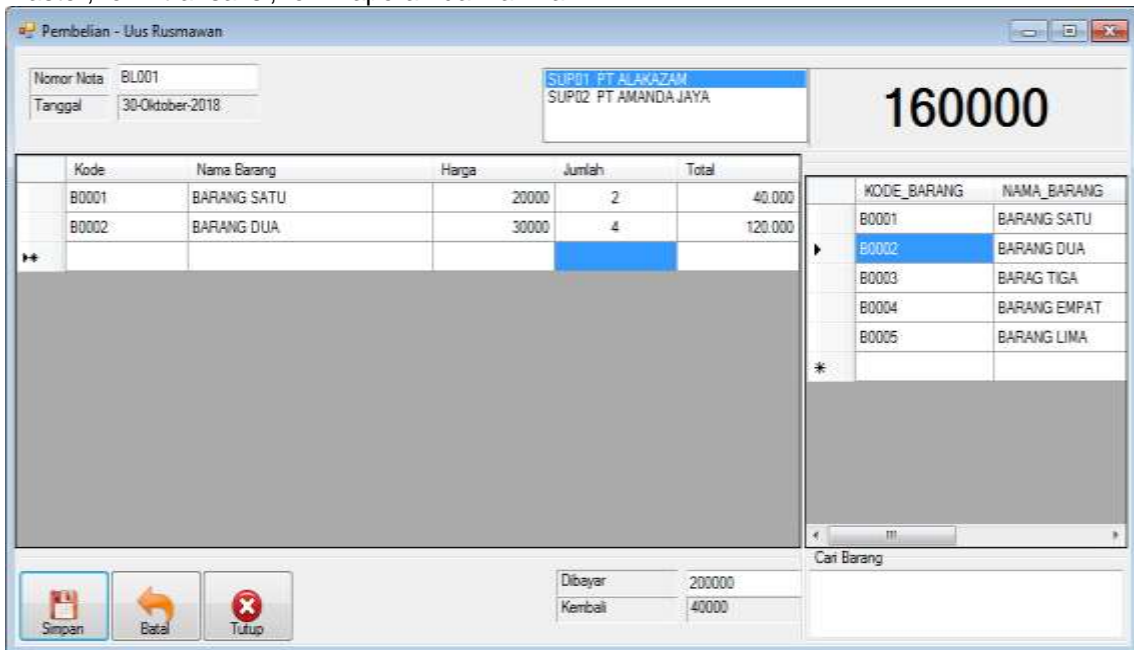 Pembelian - Uus Rusmawan
Nomor Nota BL001
Tanggal 30-Oktober-2018
SUP01 PT ALAKAZAM
SUP02 PT AMANDA JAYA
160000
Kode Nama Barang Harga Jumlah Total
B0001 BARANG SATU 20000 2 40.000
B0002 BARANG DUA 30000 4 120.000
KODE_BARANG NAMA_BARANG
B0001 BARANG SATU
B0002 BARANG DUA
B0003 BARAG TIGA
B0004 BARANG EMPAT
B0005 BARANG LIMA
Cari Barang
Dibayar 200000
Kembali 40000
Simpan Batal Tutup